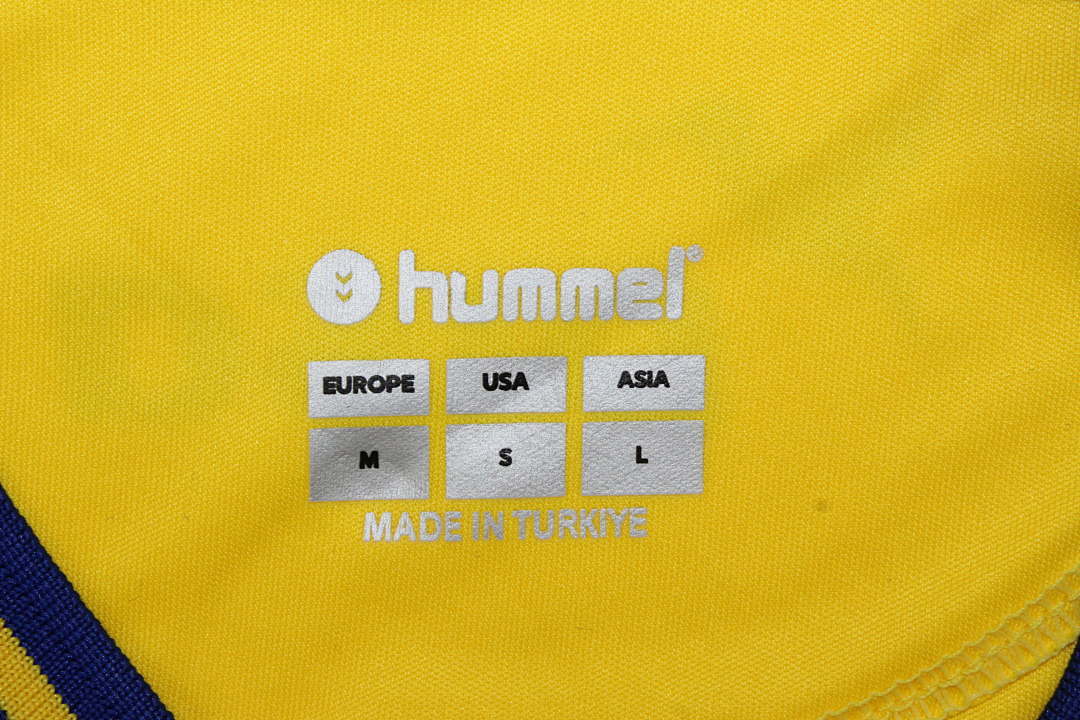 hummel
EUROPE USA ASIA
M S L
MADE IN TURKIYE